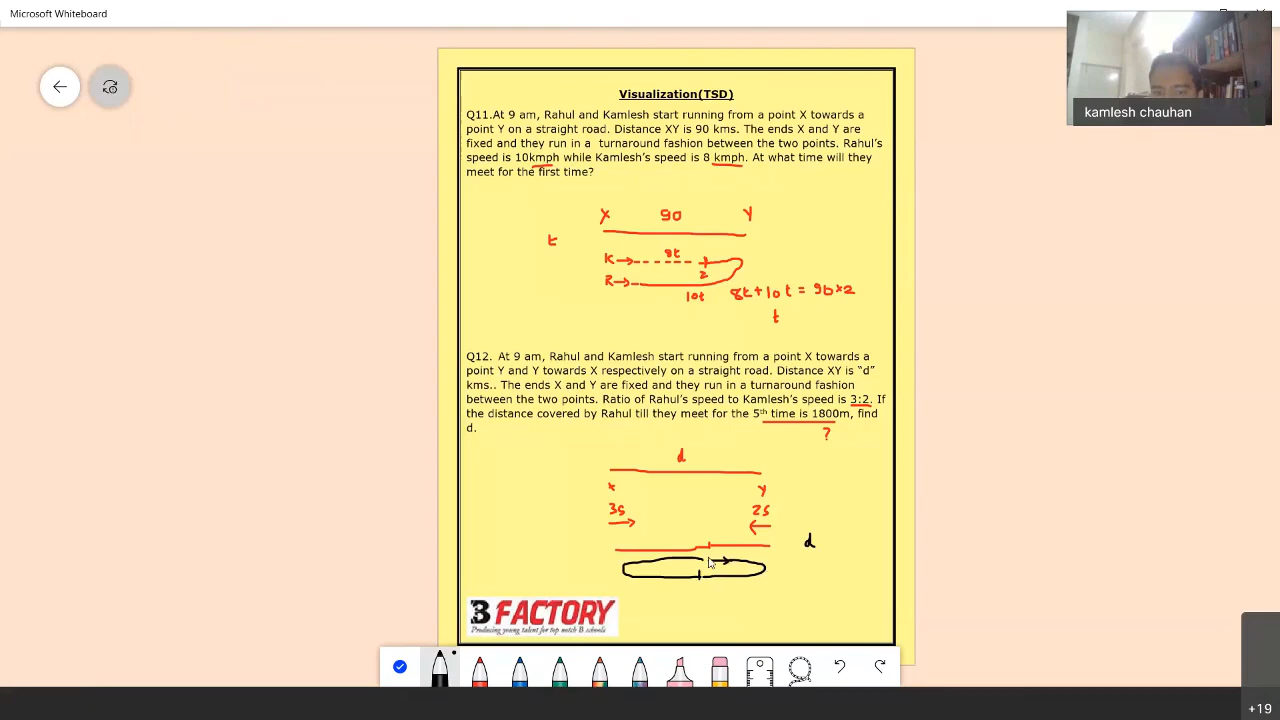 Microsoft Whiteboard
kamlesh chauhan
Visualization(TSD)
Q11.At 9 am, Rahul and Kamlesh start running from a point X towards a
point Y on a straight road. Distance XY is 90 kms. The ends X and Y are
fixed and they run in a turnaround fashion between the two points. Rahul's
speed is 10kmph while Kamlesh's speed is 8 kmph. At what time will they
meet for the first time?
X 90 Y
t
K 8t
2
R 10t
8t+10t = 90×2
t
Q12. At 9 am, Rahul and Kamlesh start running from a point X towards a
point Y and Y towards X respectively on a straight road. Distance XY is "d"
kms.. The ends X and Y are fixed and they run in a turnaround fashion
between the two points. Ratio of Rahul's speed to Kamlesh's speed is 3:2. If
the distance covered by Rahul till they meet for the 5th time is 1800m, find
d.
?
d
x y
3s 2s
d
B FACTORY
Producing young talent for top notch B schools
+19